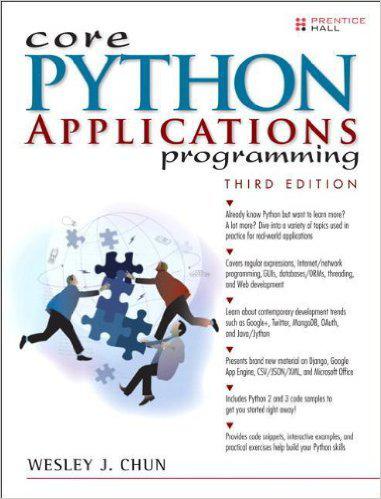 PRENTICE
HALL
core
PYTHON
APPLICATIONS
programming
THIRD EDITION
Already know Python but want to learn more?
A lot more? Dive into a variety of topics used in
practice for real-world applications
Covers regular expressions, Internet/network
programming, GUIs, databases/ORMs, threading,
and Web development
Learn about contemporary development trends
such as Google+, Twitter, MongoDB, OAuth,
and Java/Jython
Presents brand new material on Django, Google
App Engine, CSV/JSON/XML, and Microsoft Office
Includes Python 2 and 3 code samples to
get you started right away!
Provides code snippets, interactive examples, and
practical exercises help build your Python skills
WESLEY J. CHUN